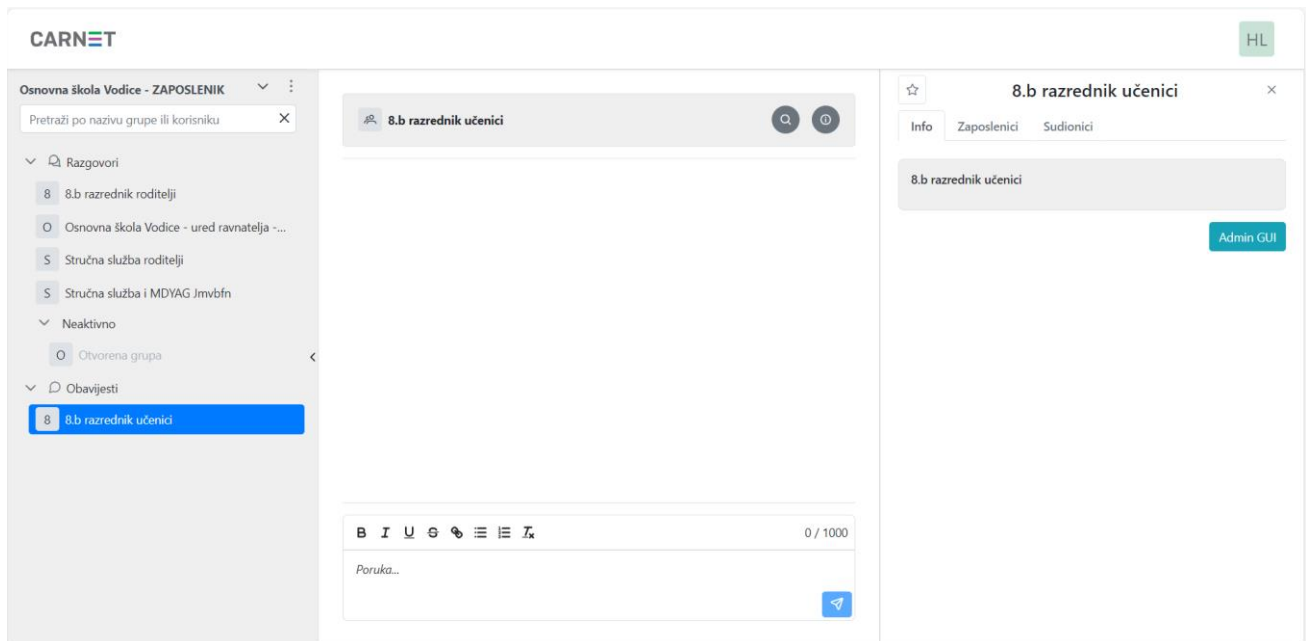 CARNET
HL
Osnovna škola Vodice - ZAPOSLENIK
Pretraži po nazivu grupe ili korisniku
Razgovori
8 8.b razrednik roditelji
O Osnovna škola Vodice - ured ravnatelja -...
S Stručna služba roditelji
S Stručna služba i MDYAG Jmvbfn
Neaktivno
O Otvorena grupa
Obavijesti
8 8.b razrednik učenici
8.b razrednik učenici
B I U S 0 / 1000
Poruka...
8.b razrednik učenici
Info Zaposlenici Sudionici
8.b razrednik učenici
Admin GUI